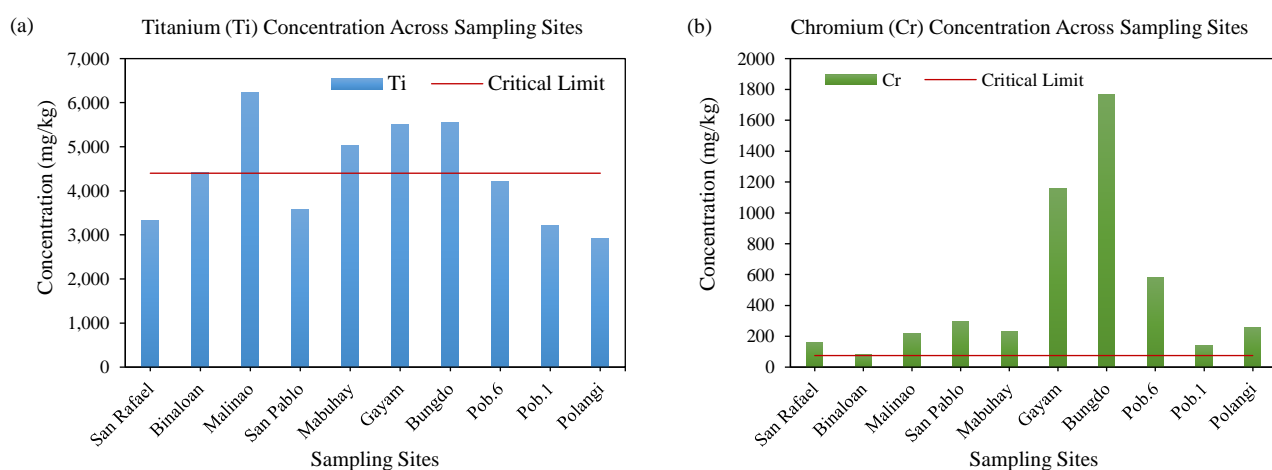 (a)
Titanium (Ti) Concentration Across Sampling Sites
Ti
Critical Limit
Concentration (mg/kg)
7,000
6,000
5,000
4,000
3,000
2,000
1,000
0
San Rafael
Binaloan
Malinao
San Pablo
Mabuhay
Gayam
Bungdo
Pob.6
Pob.1
Polangi
Sampling Sites
(b)
Chromium (Cr) Concentration Across Sampling Sites
Cr
Critical Limit
Concentration (mg/kg)
2000
1800
1600
1400
1200
1000
800
600
400
200
0
San Rafael
Binaloan
Malinao
San Pablo
Mabuhay
Gayam
Bungdo
Pob.6
Pob.1
Polangi
Sampling Sites